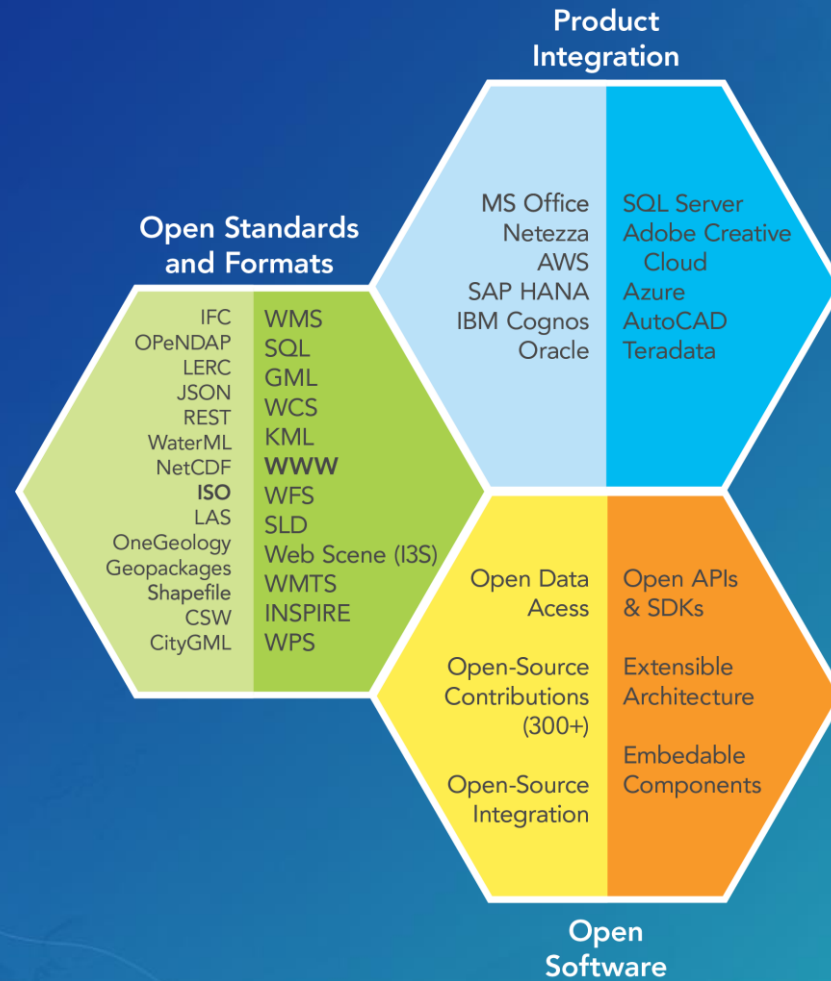 Product
Integration
MS Office
Netezza
AWS
SAP HANA
IBM Cognos
Oracle
SQL Server
Adobe Creative
Cloud
Azure
AutoCAD
Teradata
Open Standards
and Formats
IFC
OPeNDAP
LERC
JSON
REST
WaterML
NetCDF
ISO
LAS
OneGeology
Geopackages
Shapefile
CSW
CityGML
WMS
SQL
GML
WCS
KML
WWW
WFS
SLD
Web Scene (I3S)
WMTS
INSPIRE
WPS
Open Data
Acess
Open-Source
Contributions
(300+)
Open-Source
Integration
Open APIs
& SDKs
Extensible
Architecture
Embedable
Components
Open
Software